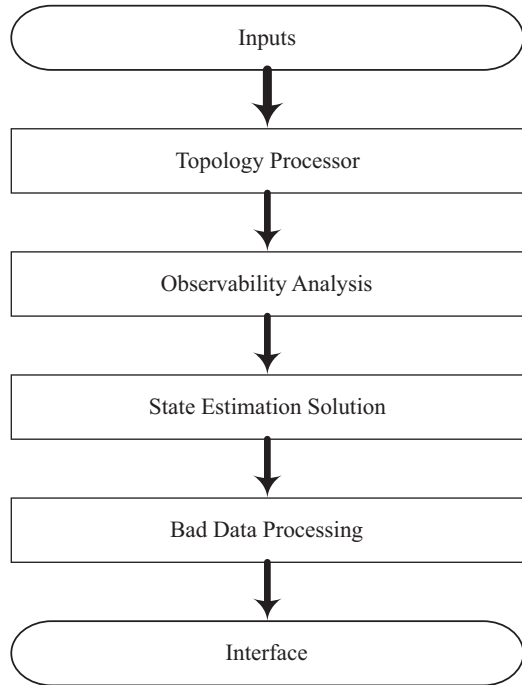 Inputs
Topology Processor
Observability Analysis
State Estimation Solution
Bad Data Processing
Interface